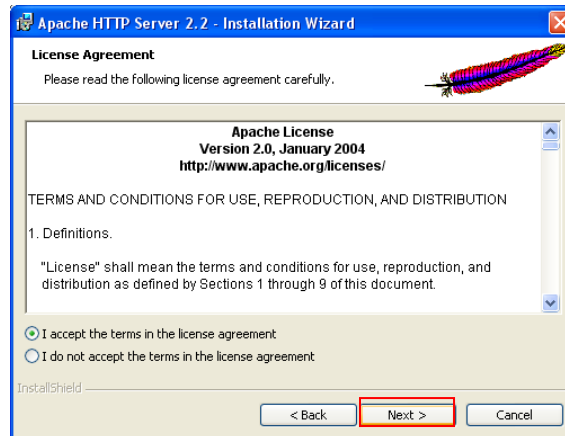 Apache HTTP Server 2.2 - Installation Wizard
License Agreement
Please read the following license agreement carefully.
Apache License
Version 2.0, January 2004
http://www.apache.org/licenses/
TERMS AND CONDITIONS FOR USE, REPRODUCTION, AND DISTRIBUTION
1. Definitions.
"License" shall mean the terms and conditions for use, reproduction, and
distribution as defined by Sections 1 through 9 of this document.
I accept the terms in the license agreement
I do not accept the terms in the license agreement
InstallShield
< Back
Next >
Cancel